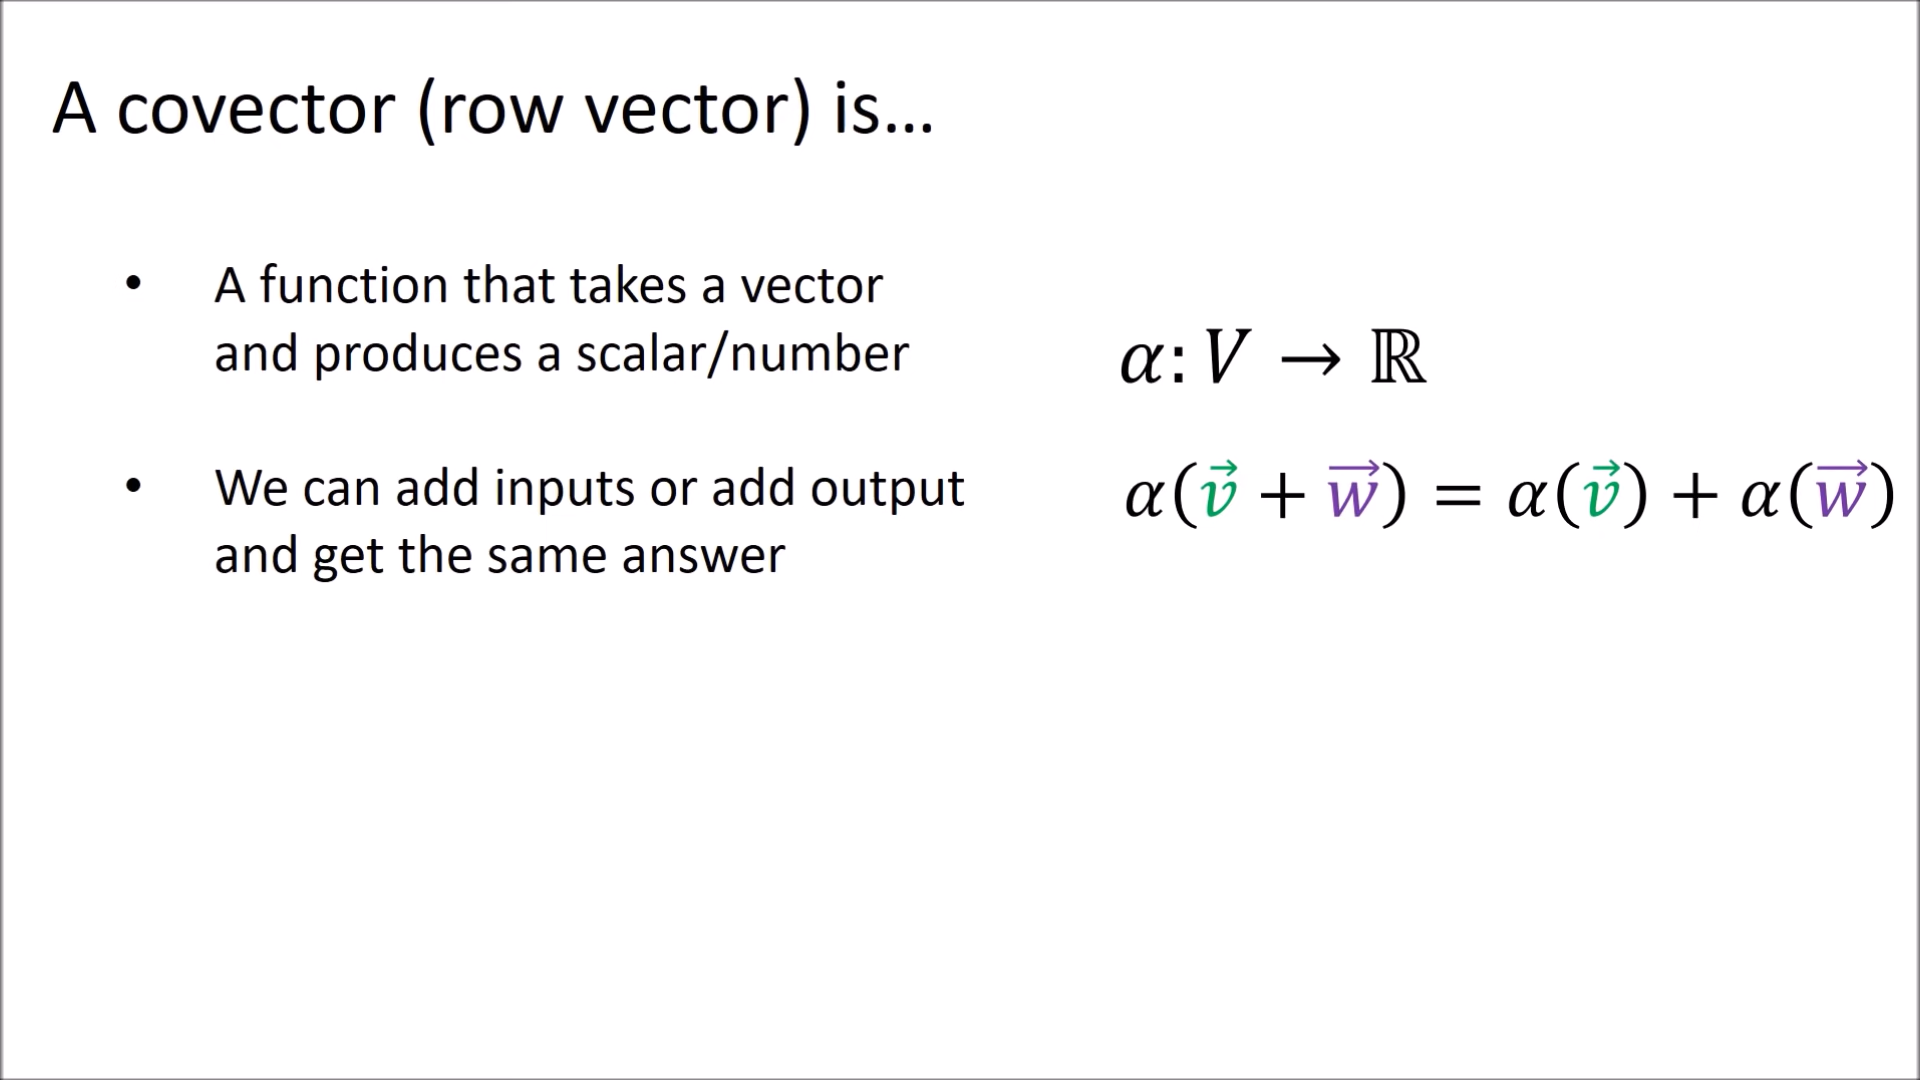 A covector (row vector) is...
• A function that takes a vector
and produces a scalar/number
α: V → ℝ
• We can add inputs or add output
and get the same answer
α(v⃗ + w⃗) = α(v⃗) + α(w⃗)